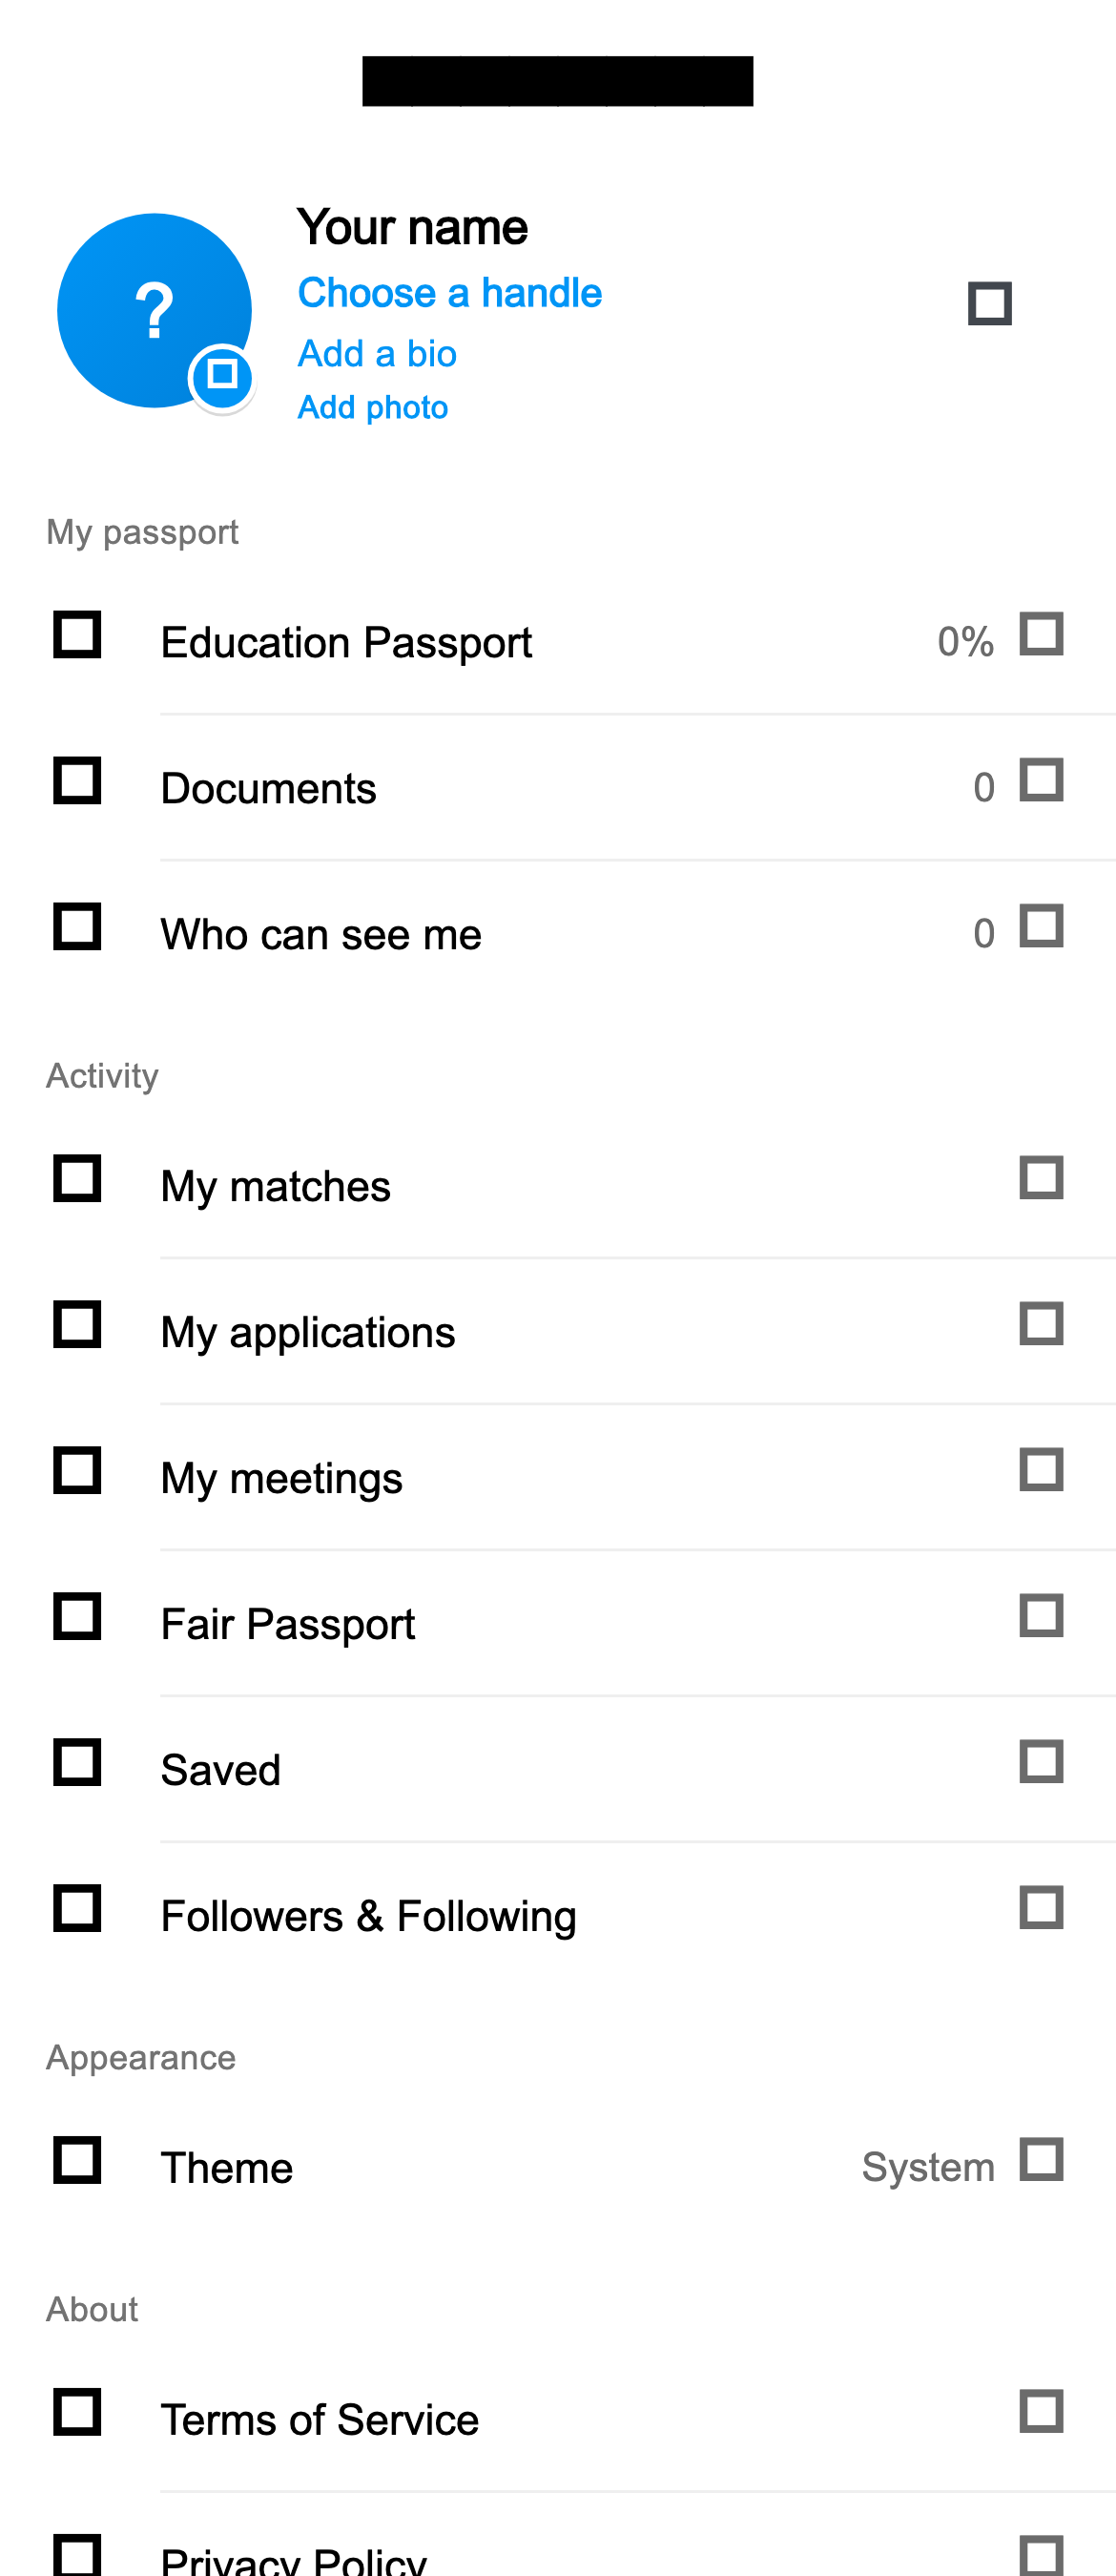 Your name
Choose a handle
?
Add a bio
Add photo
My passport
Education Passport 0%
Documents 0
Who can see me 0
Activity
My matches
My applications
My meetings
Fair Passport
Saved
Followers & Following
Appearance
Theme System
About
Terms of Service
Privacy Policy